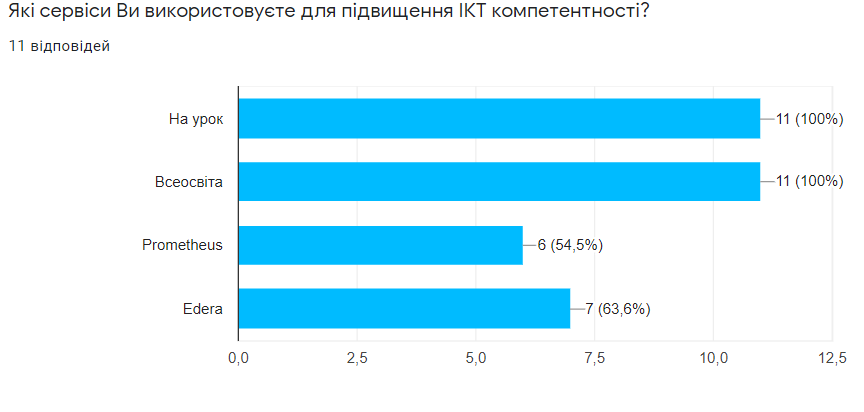 Які сервіси Ви використовуєте для підвищення ІКТ компетентності?
11 відповідей
На урок
11 (100%)
Всеосвіта
11 (100%)
Prometheus
6 (54,5%)
Edera
7 (63,6%)
0,0 2,5 5,0 7,5 10,0 12,5